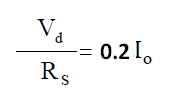 V_d / R_S = 0.2 I_o